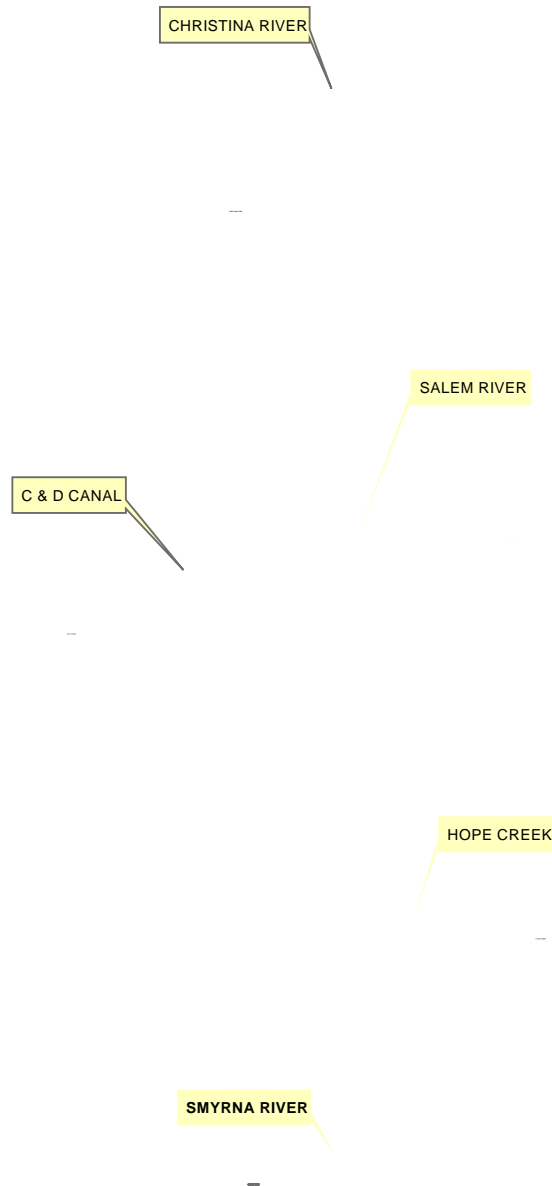 CHRISTINA RIVER
SALEM RIVER
C & D CANAL
HOPE CREEK
SMYRNA RIVER